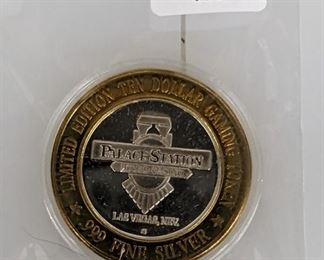 LIMITED EDITION TEN DOLLAR GAMING TOKEN
PALACE STATION
LAS VEGAS, NEV.
.999 FINE SILVER